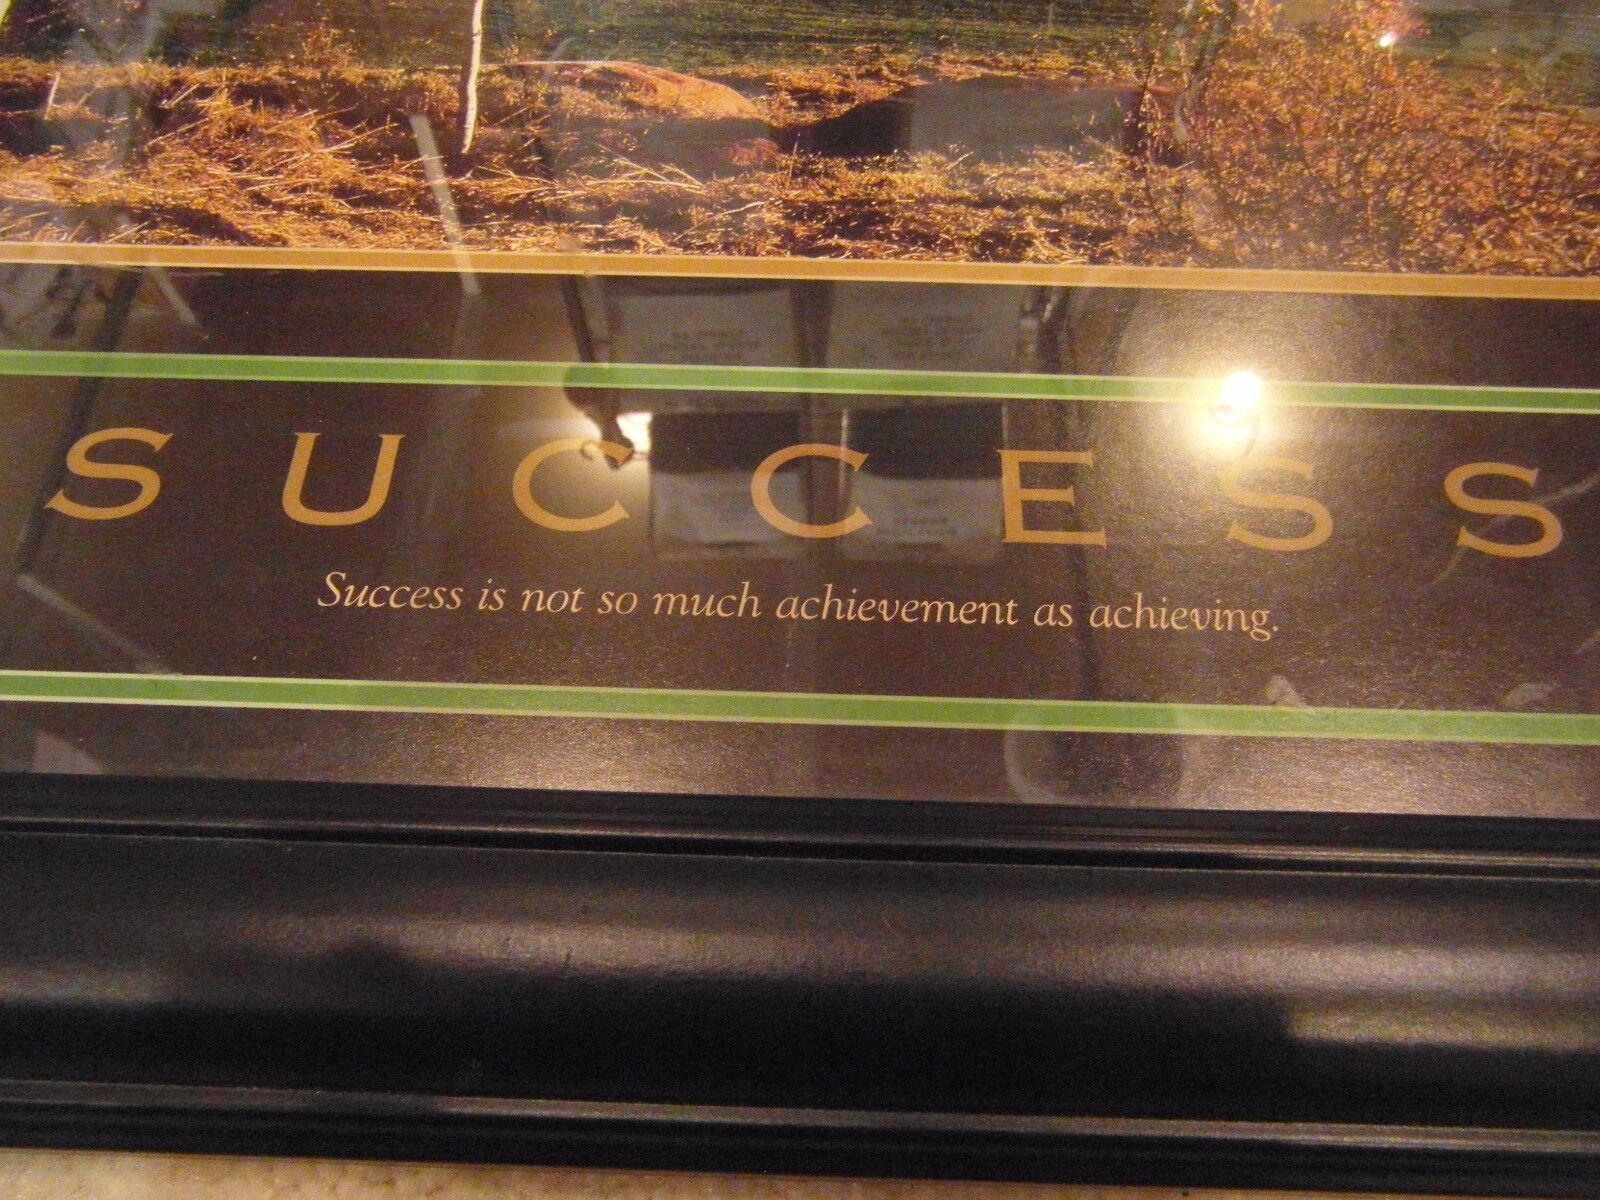 SUCCESS
Success is not so much achievement as achieving.